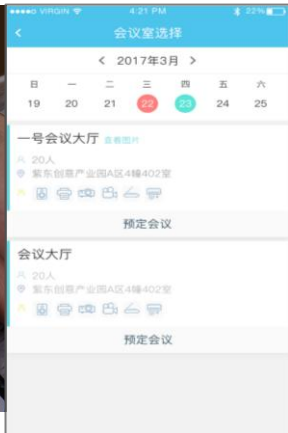 VIRGIN 4:21 PM 22%
会议室选择
< 2017年3月 >
日 一 二 三 四 五 六
19 20 21 22 23 24 25
一号会议大厅 查看图片
20人
紫东创意产业园A区4幢402室
预定会议
会议大厅
20人
紫东创意产业园A区4幢402室
预定会议